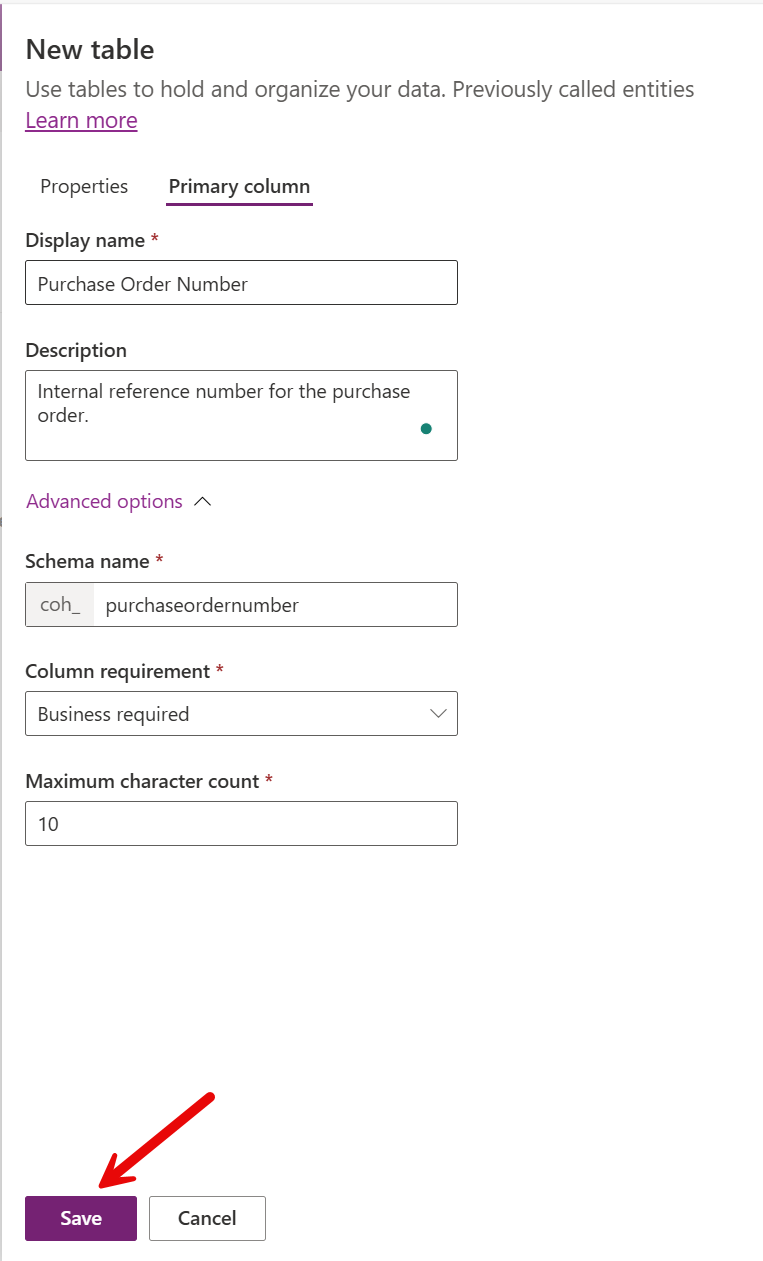 New table
Use tables to hold and organize your data. Previously called entities
Learn more
Properties Primary column
Display name *
Purchase Order Number
Description
Internal reference number for the purchase
order.
Advanced options
Schema name *
coh_ purchaseordernumber
Column requirement *
Business required
Maximum character count *
10
Save Cancel